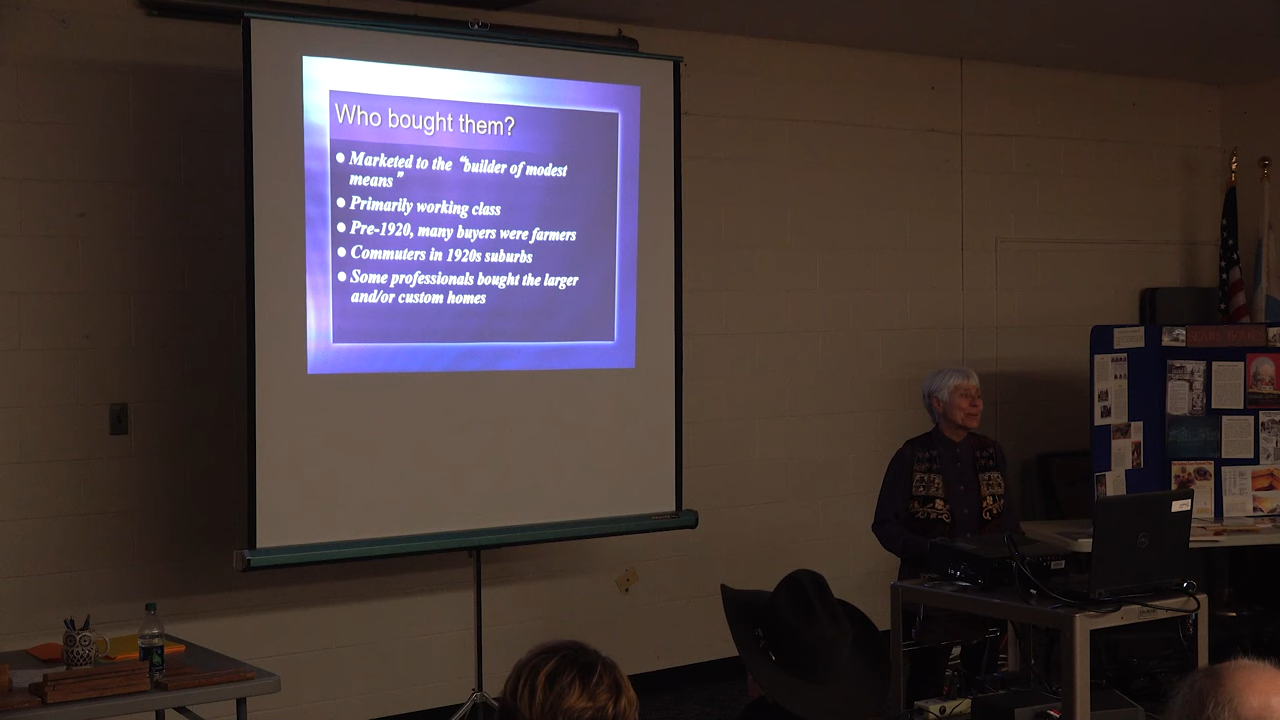 Who bought them?
Marketed to the “builder of modest
means”
Primarily working class
Pre-1920, many buyers were farmers
Commuters in 1920s suburbs
Some professionals bought the larger
and/or custom homes